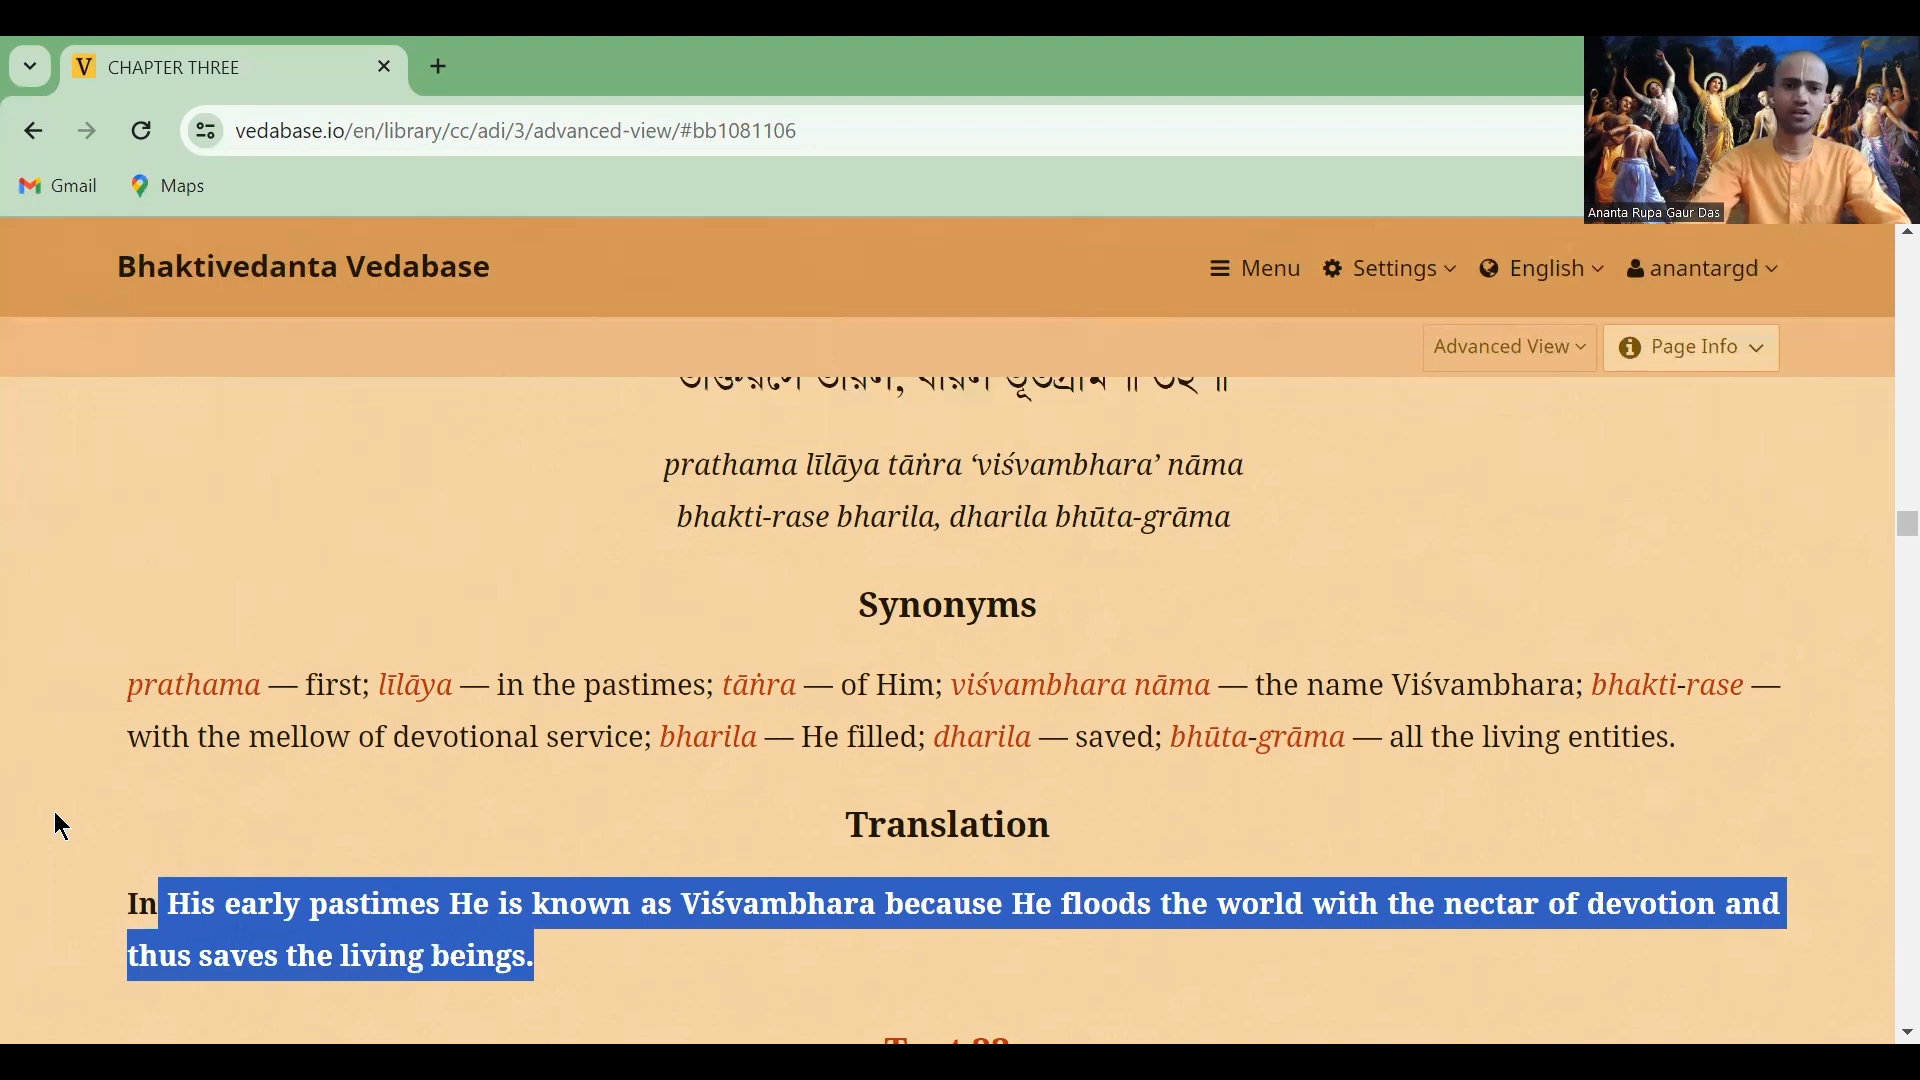 CHAPTER THREE
vedabase.io/en/library/cc/adi/3/advanced-view/#bb1081106
Gmail Maps
Ananta Rupa Gaur Das
Bhaktivedanta Vedabase
Menu Settings English anantargd
Advanced View Page Info
prathama līlāya tāṅra ‘viśvambhara’ nāma
bhakti-rase bharila, dharila bhūta-grāma
Synonyms
prathama — first; līlāya — in the pastimes; tāṅra — of Him; viśvambhara nāma — the name Viśvambhara; bhakti-rase —
with the mellow of devotional service; bharila — He filled; dharila — saved; bhūta-grāma — all the living entities.
Translation
In His early pastimes He is known as Viśvambhara because He floods the world with the nectar of devotion and
thus saves the living beings.